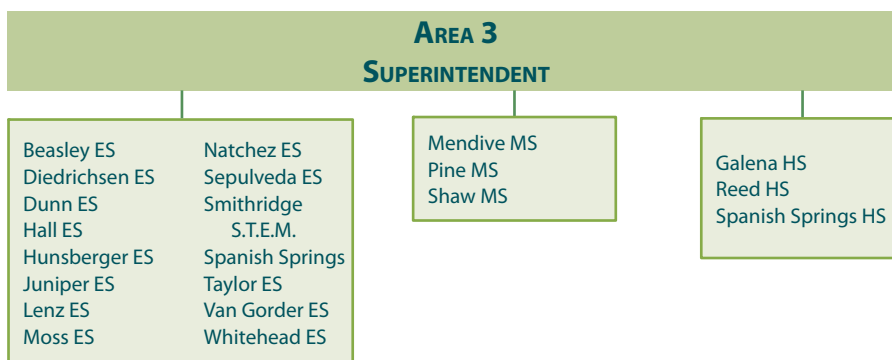 AREA 3
SUPERINTENDENT
Beasley ES
Diedrichsen ES
Dunn ES
Hall ES
Hunsberger ES
Juniper ES
Lenz ES
Moss ES
Natchez ES
Sepulveda ES
Smithridge
S.T.E.M.
Spanish Springs
Taylor ES
Van Gorder ES
Whitehead ES
Mendive MS
Pine MS
Shaw MS
Galena HS
Reed HS
Spanish Springs HS